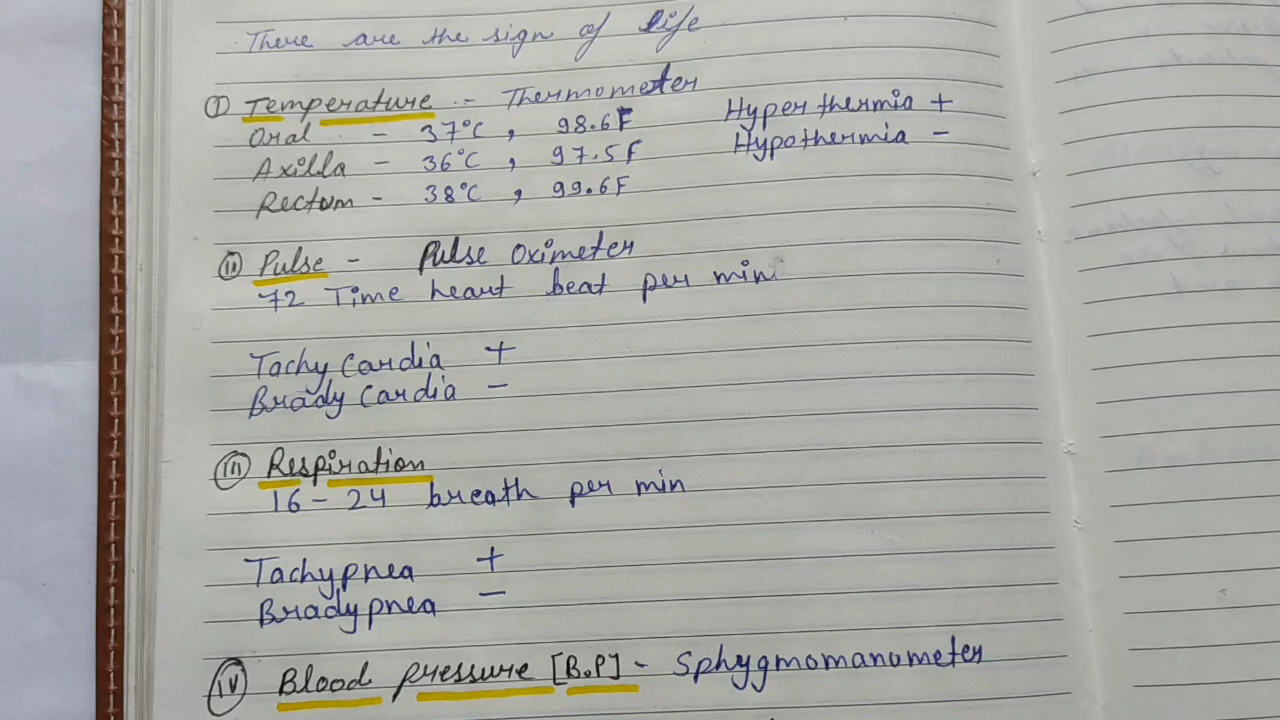 There are the sign of life
(i) Temperature - Thermometer
Oral - 37°C, 98.6F Hyperthermia +
Axilla - 36°C, 97.5F Hypothermia -
Rectum - 38°C, 99.6F
(ii) Pulse - Pulse Oximeter
72 Time heart beat per min
Tachy Cardia +
Brady Cardia -
(iii) Respiration
16 - 24 breath per min
Tachypnea +
Bradypnea -
(iv) Blood pressure [B.P] - Sphygmomanometer